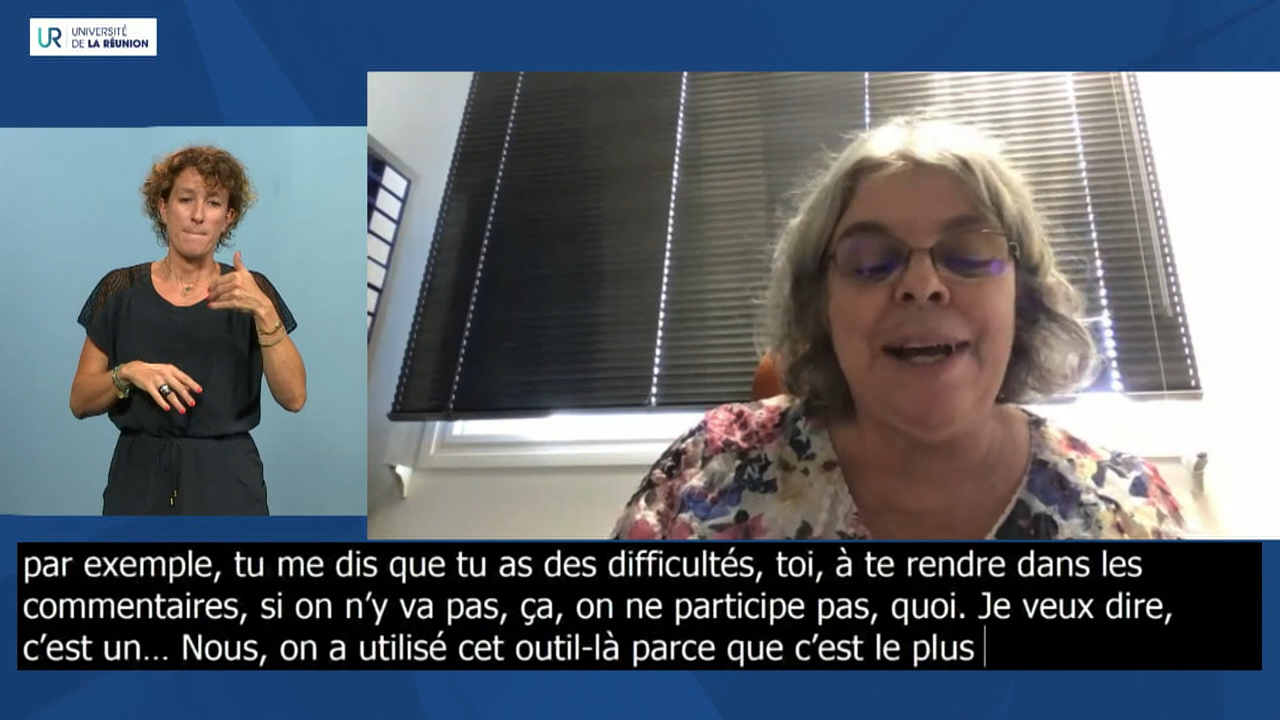 UR UNIVERSITÉ
DE LA RÉUNION
par exemple, tu me dis que tu as des difficultés, toi, à te rendre dans les
commentaires, si on n’y va pas, ça, on ne participe pas, quoi. Je veux dire,
c’est un… Nous, on a utilisé cet outil-là parce que c’est le plus